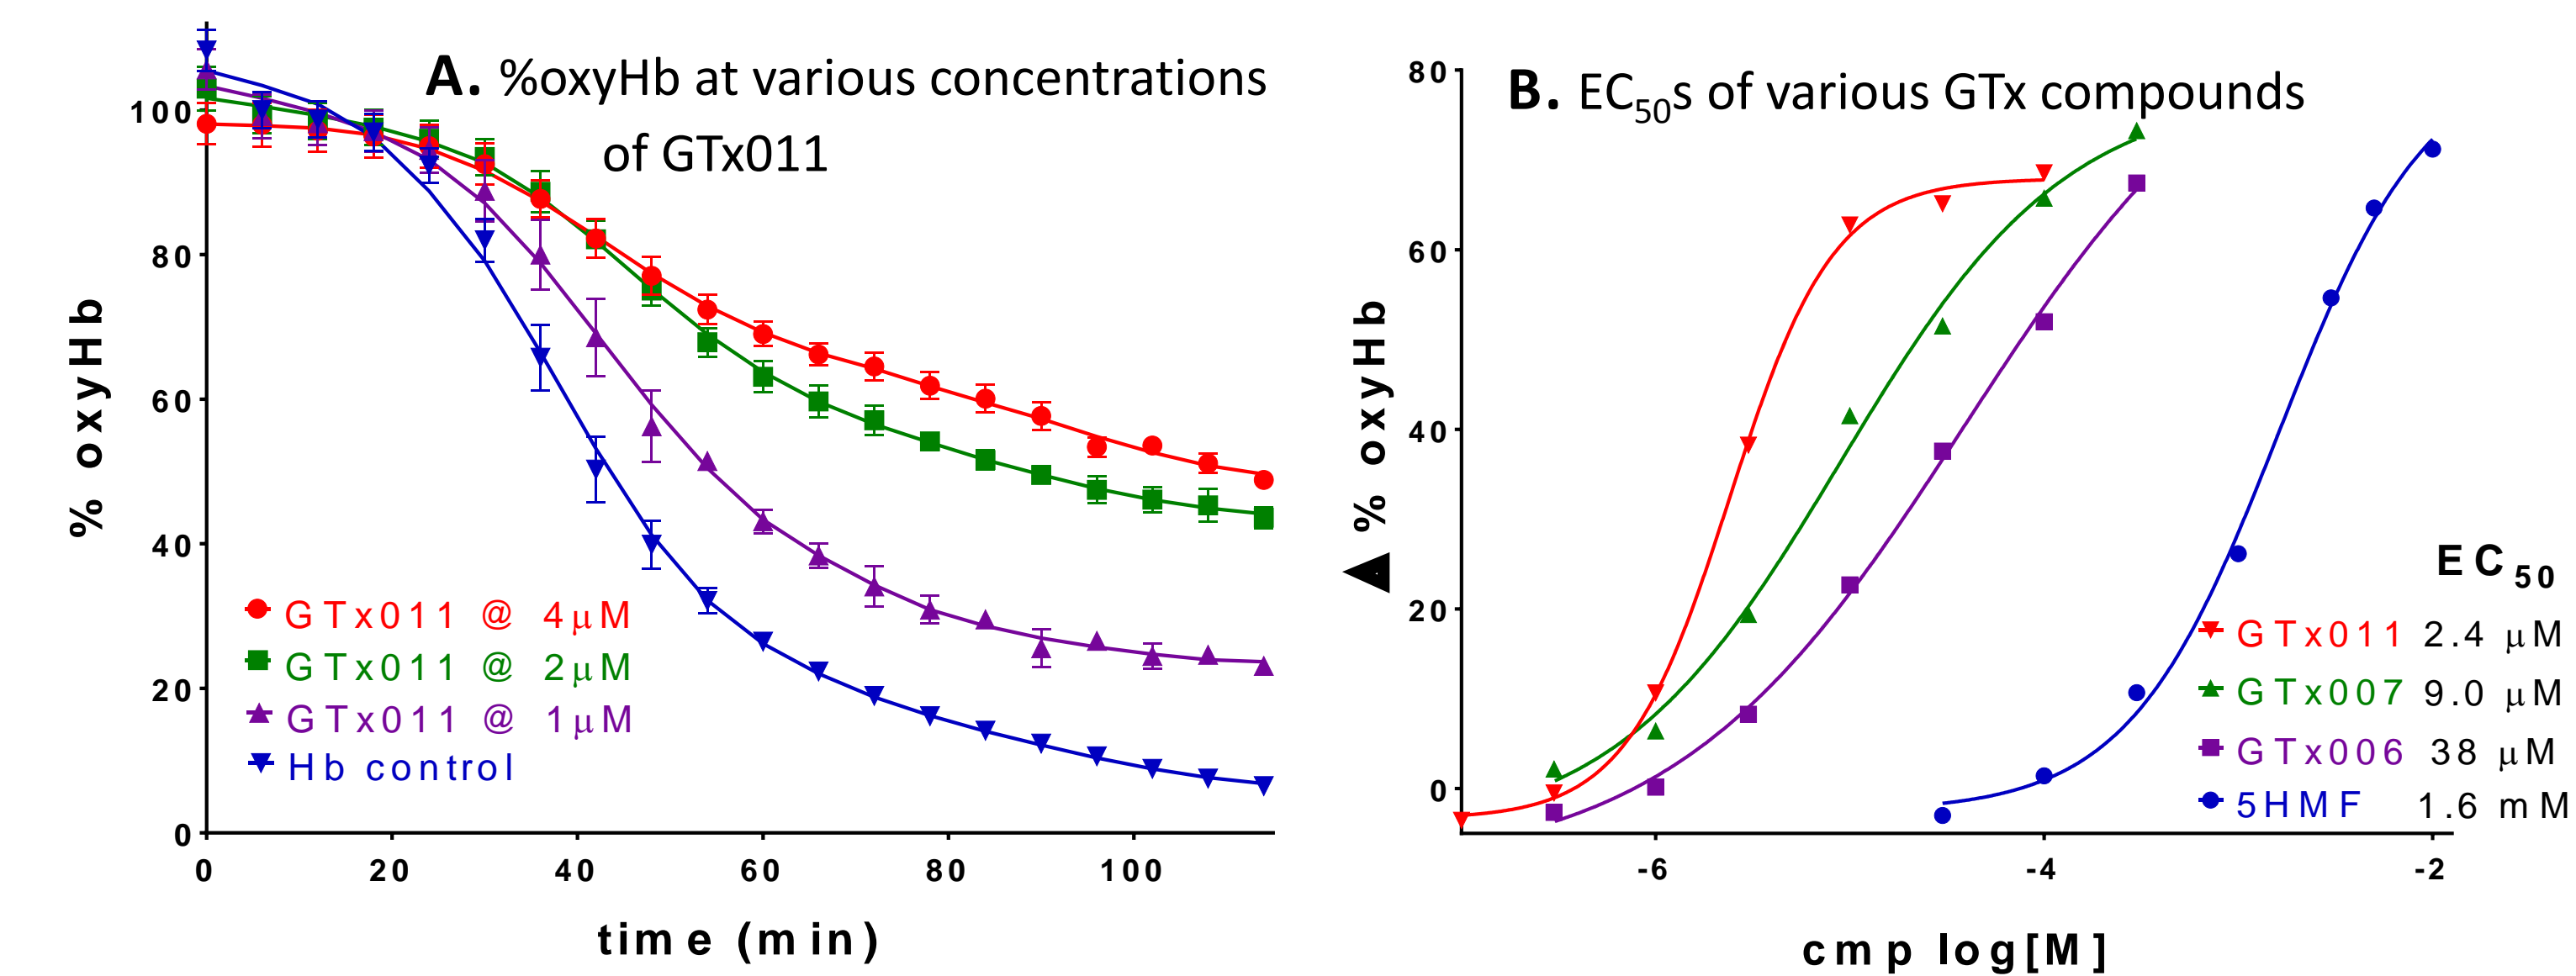 A. %oxyHb at various concentrations
of GTx011
% oxyHb
100
80
60
40
20
0
GTx011 @ 4μM
GTx011 @ 2μM
GTx011 @ 1μM
Hb control
0 20 40 60 80 100
time (min)
B. EC50s of various GTx compounds
▲% oxyHb
80
60
40
20
0
EC50
GTx011 2.4 μM
GTx007 9.0 μM
GTx006 38 μM
5HMF 1.6 mM
-6 -4 -2
cmp log[M]